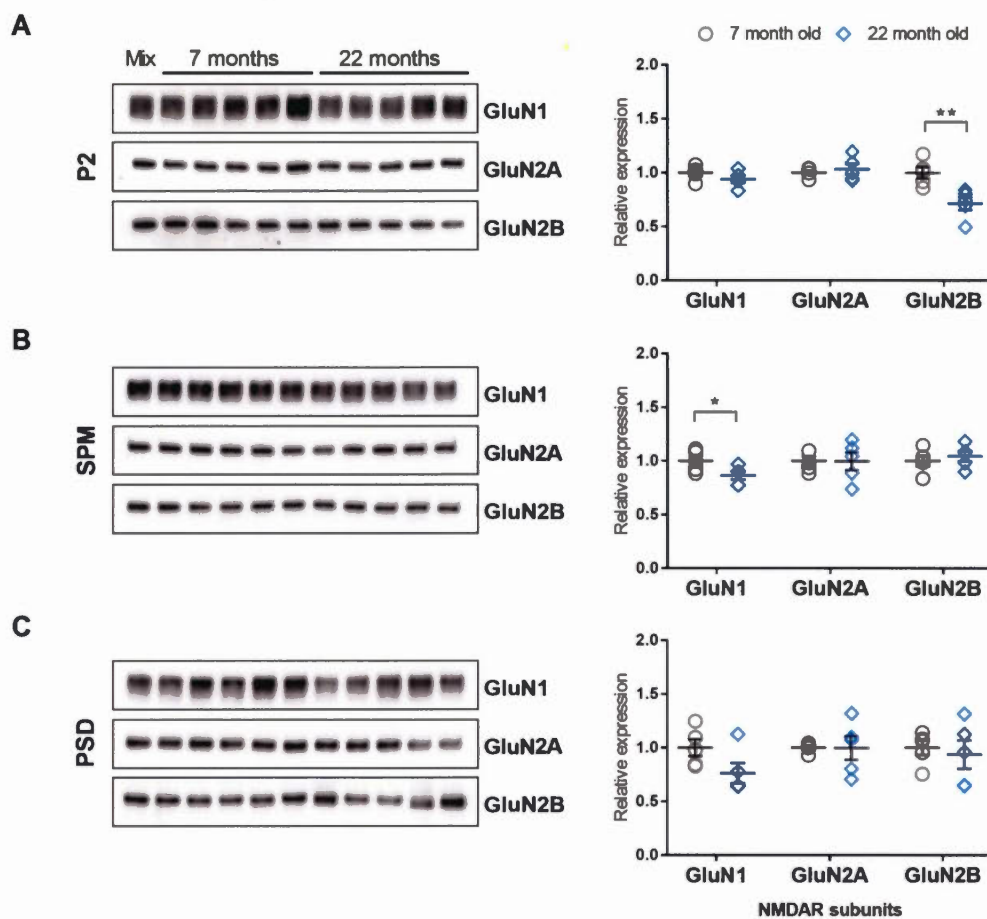 A
Mix 7 months 22 months
GluN1
GluN2A
GluN2B
P2
7 month old 22 month old
2.0
1.5
1.0
0.5
0.0
Relative expression
**
GluN1 GluN2A GluN2B
B
GluN1
GluN2A
GluN2B
SPM
2.0
1.5
1.0
0.5
0.0
Relative expression
*
GluN1 GluN2A GluN2B
C
GluN1
GluN2A
GluN2B
PSD
2.0
1.5
1.0
0.5
0.0
Relative expression
GluN1 GluN2A GluN2B
NMDAR subunits